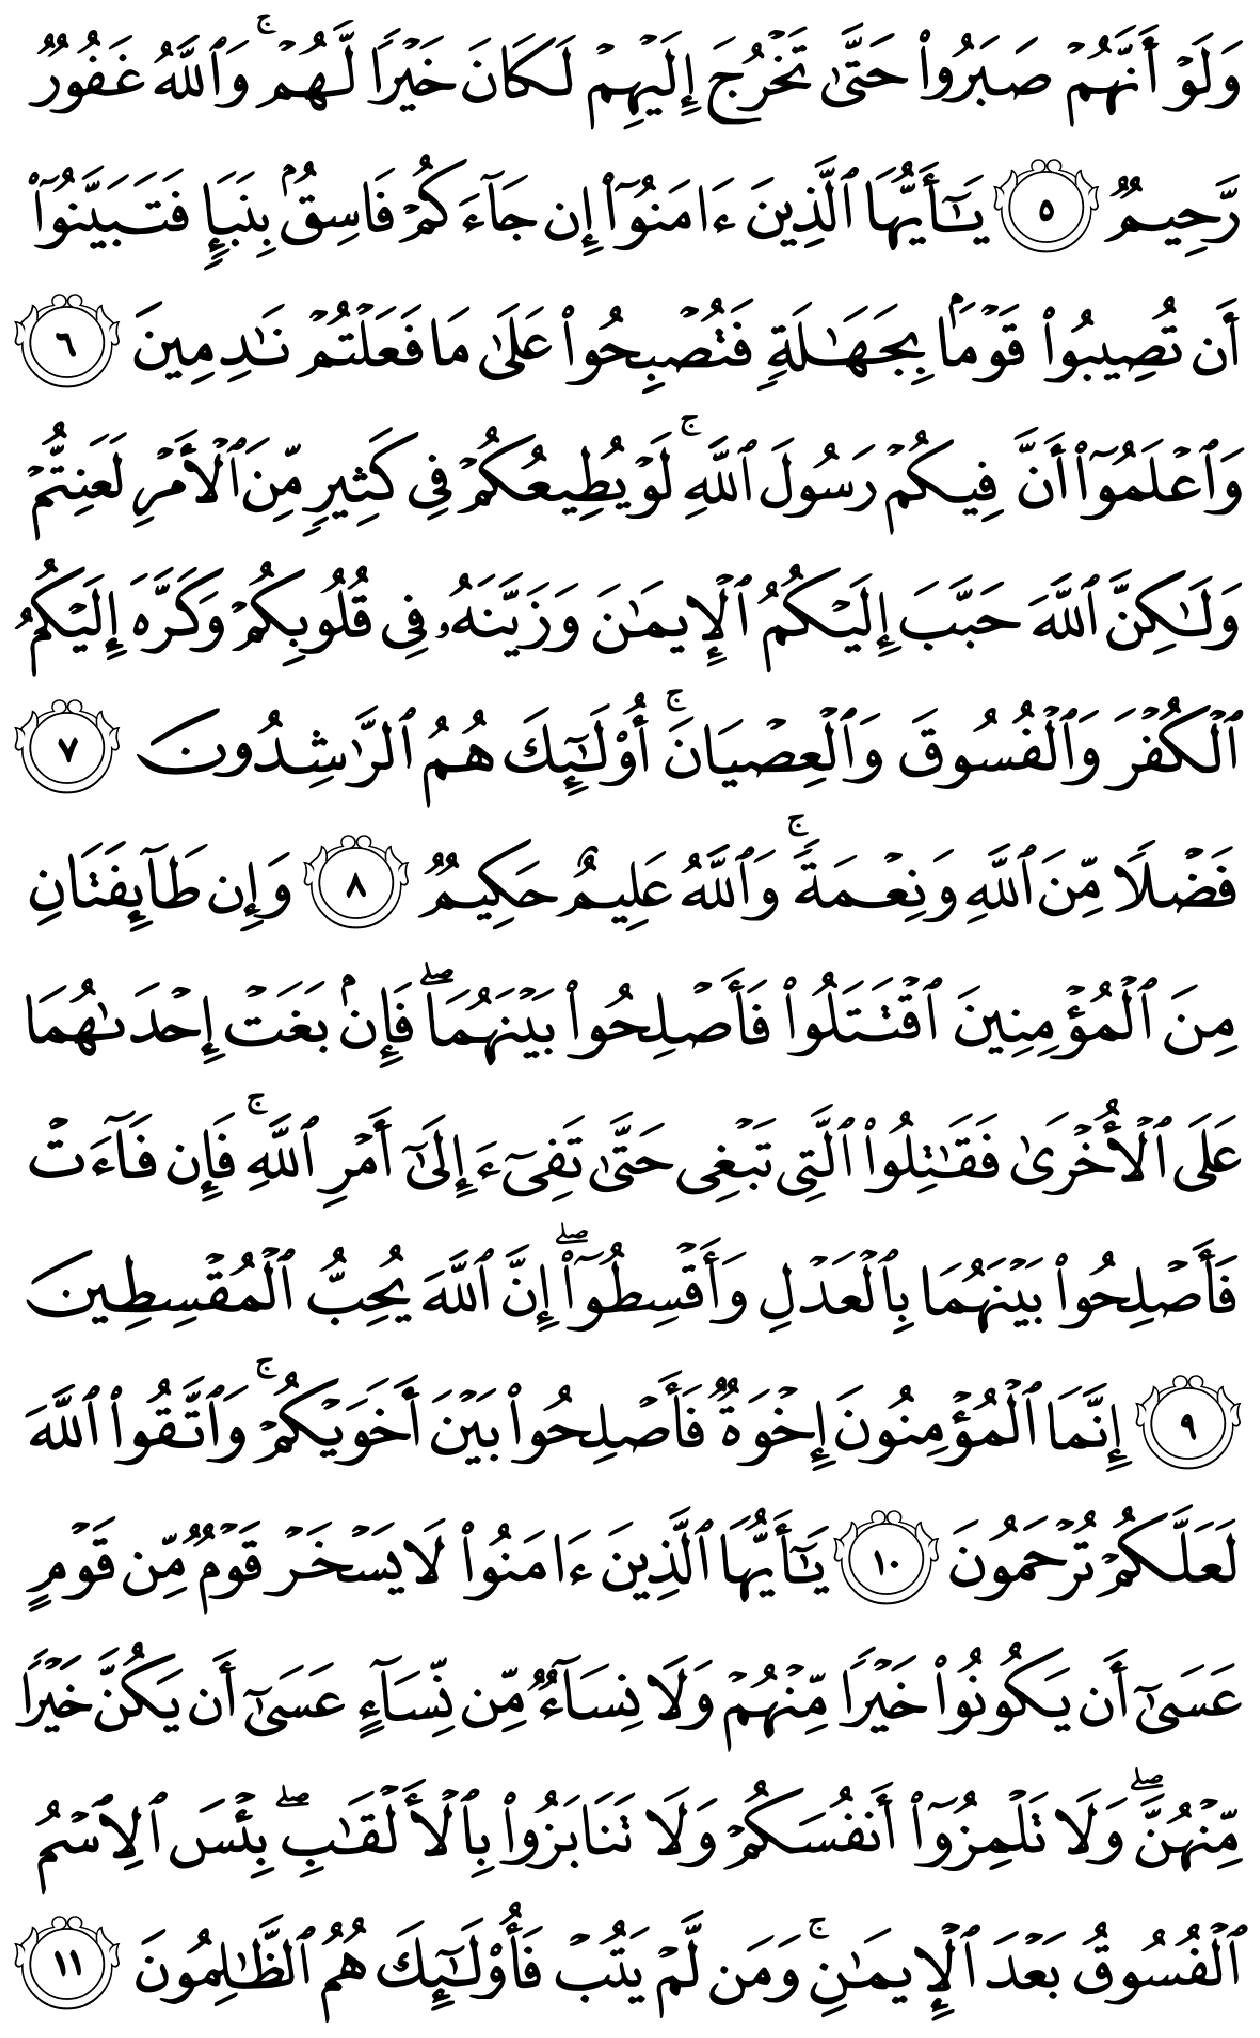 وَلَوْ أَنَّهُمْ صَبَرُوا۟ حَتَّىٰ تَخْرُجَ إِلَيْهِمْ لَكَانَ خَيْرًا لَّهُمْ ۚ وَٱللَّهُ غَفُورٌ
رَّحِيمٌ ٥ يَـٰٓأَيُّهَا ٱلَّذِينَ ءَامَنُوٓا۟ إِن جَآءَكُمْ فَاسِقٌۢ بِنَبَإٍ فَتَبَيَّنُوٓا۟
أَن تُصِيبُوا۟ قَوْمًۢا بِجَهَـٰلَةٍ فَتُصْبِحُوا۟ عَلَىٰ مَا فَعَلْتُمْ نَـٰدِمِينَ ٦
وَٱعْلَمُوٓا۟ أَنَّ فِيكُمْ رَسُولَ ٱللَّهِ ۚ لَوْ يُطِيعُكُمْ فِى كَثِيرٍ مِّنَ ٱلْأَمْرِ لَعَنِتُّمْ
وَلَـٰكِنَّ ٱللَّهَ حَبَّبَ إِلَيْكُمُ ٱلْإِيمَـٰنَ وَزَيَّنَهُۥ فِى قُلُوبِكُمْ وَكَرَّهَ إِلَيْكُمُ
ٱلْكُفْرَ وَٱلْفُسُوقَ وَٱلْعِصْيَانَ ۚ أُو۟لَـٰٓئِكَ هُمُ ٱلرَّٰشِدُونَ ٧
فَضْلًا مِّنَ ٱللَّهِ وَنِعْمَةً ۚ وَٱللَّهُ عَلِيمٌ حَكِيمٌ ٨ وَإِن طَآئِفَتَانِ
مِنَ ٱلْمُؤْمِنِينَ ٱقْتَتَلُوا۟ فَأَصْلِحُوا۟ بَيْنَهُمَا ۖ فَإِنۢ بَغَتْ إِحْدَىٰهُمَا
عَلَى ٱلْأُخْرَىٰ فَقَـٰتِلُوا۟ ٱلَّتِى تَبْغِى حَتَّىٰ تَفِىٓءَ إِلَىٰٓ أَمْرِ ٱللَّهِ ۚ فَإِن فَآءَتْ
فَأَصْلِحُوا۟ بَيْنَهُمَا بِٱلْعَدْلِ وَأَقْسِطُوٓا۟ ۖ إِنَّ ٱللَّهَ يُحِبُّ ٱلْمُقْسِطِينَ
٩ إِنَّمَا ٱلْمُؤْمِنُونَ إِخْوَةٌ فَأَصْلِحُوا۟ بَيْنَ أَخَوَيْكُمْ ۚ وَٱتَّقُوا۟ ٱللَّهَ
لَعَلَّكُمْ تُرْحَمُونَ ١٠ يَـٰٓأَيُّهَا ٱلَّذِينَ ءَامَنُوا۟ لَا يَسْخَرْ قَوْمٌ مِّن قَوْمٍ
عَسَىٰٓ أَن يَكُونُوا۟ خَيْرًا مِّنْهُمْ وَلَا نِسَآءٌ مِّن نِّسَآءٍ عَسَىٰٓ أَن يَكُنَّ خَيْرًا
مِّنْهُنَّ ۖ وَلَا تَلْمِزُوٓا۟ أَنفُسَكُمْ وَلَا تَنَابَزُوا۟ بِٱلْأَلْقَـٰبِ ۖ بِئْسَ ٱلِٱسْمُ
ٱلْفُسُوقُ بَعْدَ ٱلْإِيمَـٰنِ ۚ وَمَن لَّمْ يَتُبْ فَأُو۟لَـٰٓئِكَ هُمُ ٱلظَّـٰلِمُونَ ١١